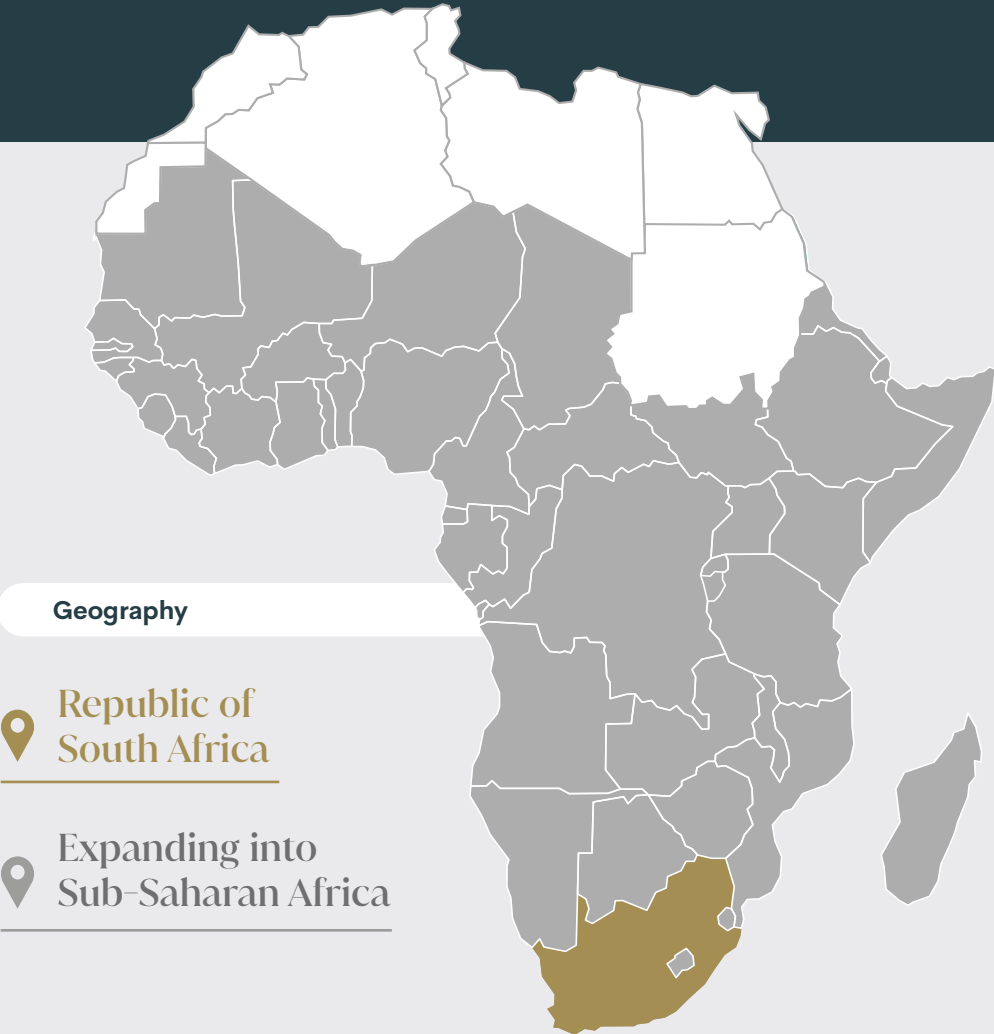 Geography
Republic of
South Africa
Expanding into
Sub-Saharan Africa